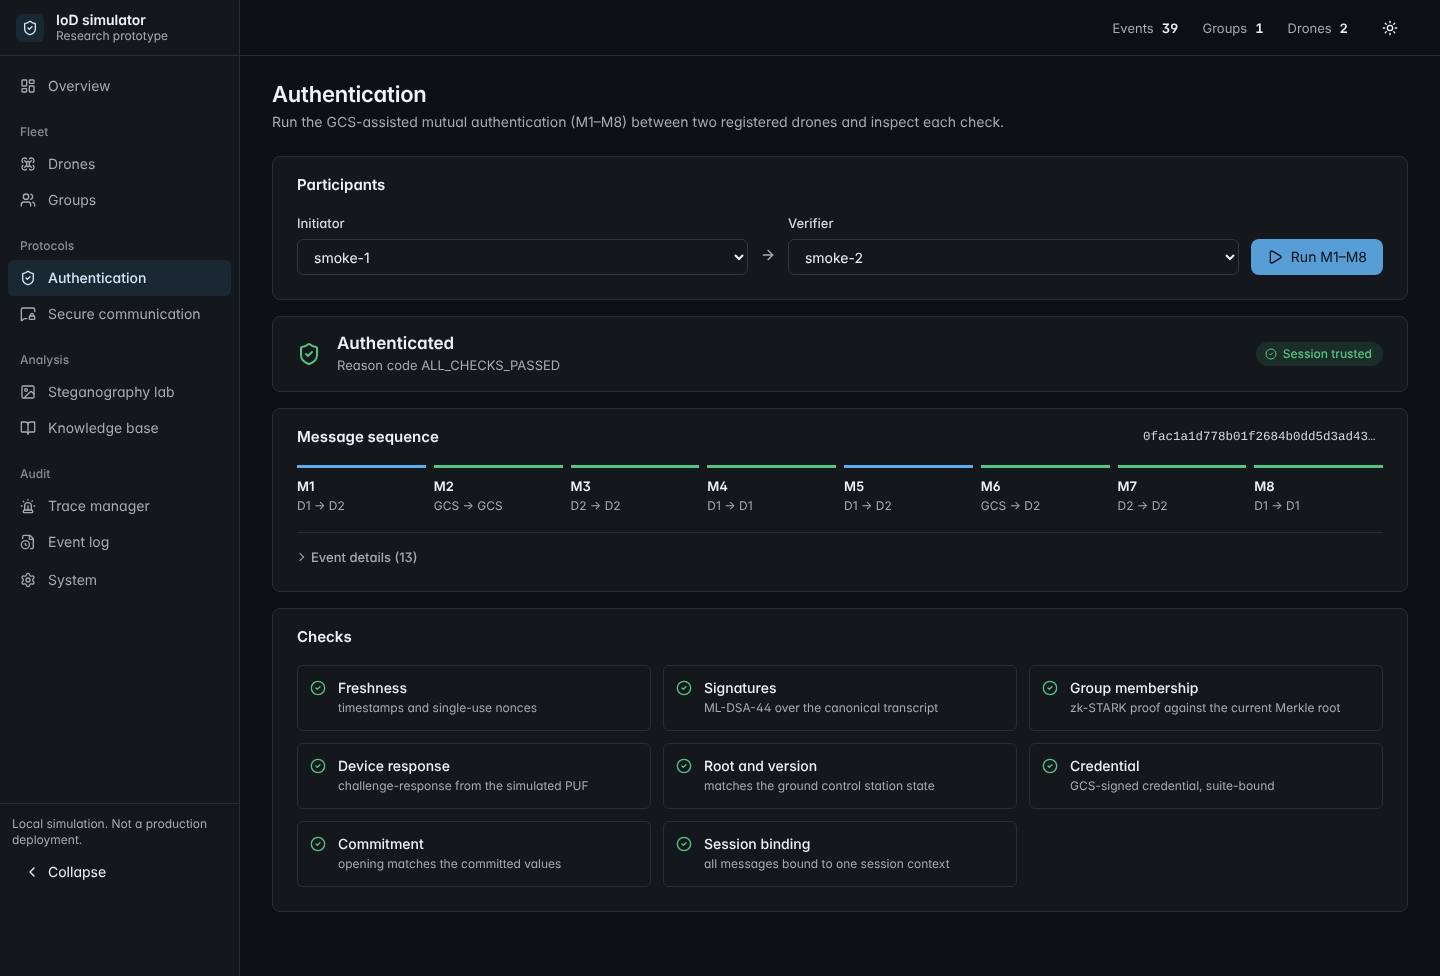 IoD simulator
Research prototype
Events 39 Groups 1 Drones 2
Overview
Fleet
Drones
Groups
Protocols
Authentication
Secure communication
Analysis
Steganography lab
Knowledge base
Audit
Trace manager
Event log
System
Local simulation. Not a production
deployment.
Collapse
Authentication
Run the GCS-assisted mutual authentication (M1–M8) between two registered drones and inspect each check.
Participants
Initiator
Verifier
smoke-1 → smoke-2 Run M1–M8
Authenticated
Reason code ALL_CHECKS_PASSED
Session trusted
Message sequence 0fac1a1d778b01f2684b0dd5d3ad43…
M1 M2 M3 M4 M5 M6 M7 M8
D1 → D2 GCS → GCS D2 → D2 D1 → D1 D1 → D2 GCS → D2 D2 → D2 D1 → D1
Event details (13)
Checks
Freshness
timestamps and single-use nonces
Signatures
ML-DSA-44 over the canonical transcript
Group membership
zk-STARK proof against the current Merkle root
Device response
challenge-response from the simulated PUF
Root and version
matches the ground control station state
Credential
GCS-signed credential, suite-bound
Commitment
opening matches the committed values
Session binding
all messages bound to one session context